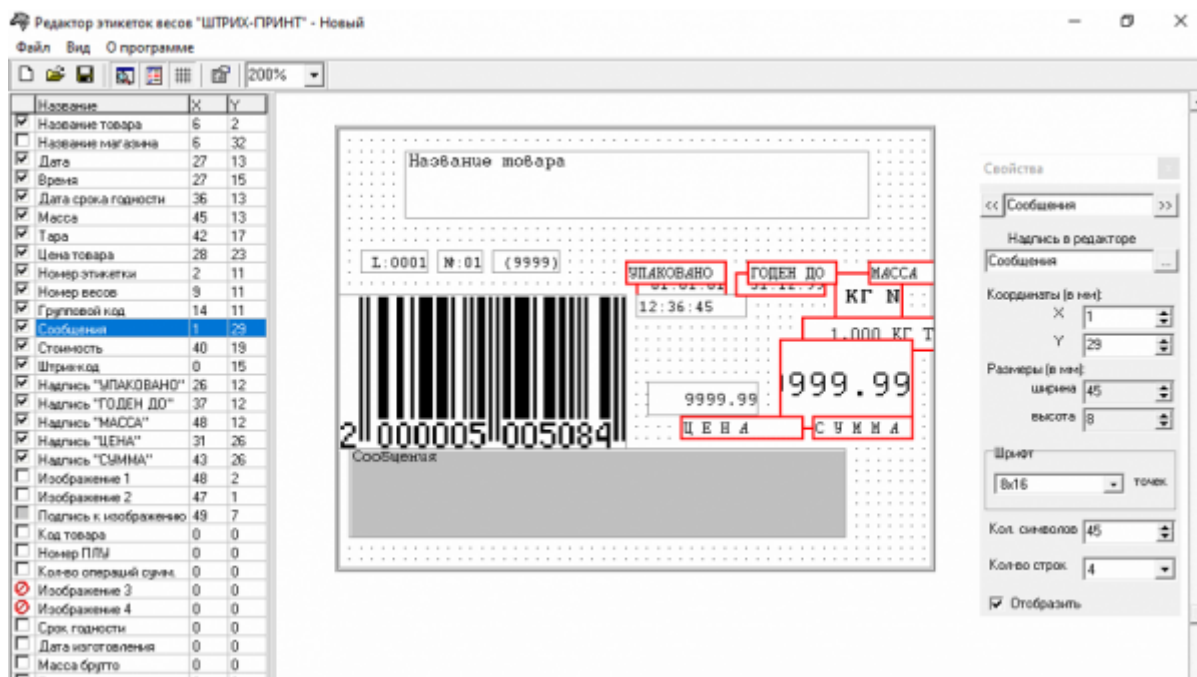 Редактор этикеток весов "ШТРИХ-ПРИНТ" - Новый
Файл Вид О программе
200%
Название X Y
Название товара 6 2
Название магазина 6 32
Дата 27 13
Время 27 15
Дата срока годности 36 13
Масса 45 13
Тара 42 17
Цена товара 28 23
Номер этикетки 2 11
Номер весов 9 11
Групповой код 14 11
Сообщения 1 29
Стоимость 40 19
Штрих-код 0 15
Надпись "УПАКОВАНО" 26 12
Надпись "ГОДЕН ДО" 37 12
Надпись "МАССА" 48 12
Надпись "ЦЕНА" 31 26
Надпись "СУММА" 43 26
Изображение 1 48 2
Изображение 2 47 1
Подпись к изображению 49 7
Код товара 0 0
Номер ПЛУ 0 0
Кол-во операций сумм. 0 0
Изображение 3 0 0
Изображение 4 0 0
Срок годности 0 0
Дата изготовления 0 0
Масса брутто 0 0
Название товара
L:0001 №:01 (9999)
УПАКОВАНО ГОДЕН ДО МАССА
КГ N
12:36:45
1.000 КГ Т
9999.99
9999.99
ЦЕНА СУММА
2 000005 005084
Сообщения
Свойства
<< Сообщения >>
Надпись в редакторе
Сообщения ...
Координаты (в мм):
X 1
Y 29
Размеры (в мм):
ширина 45
высота 8
Шрифт
8x16 точек
Кол. символов 45
Кол-во строк 4
Отобразить